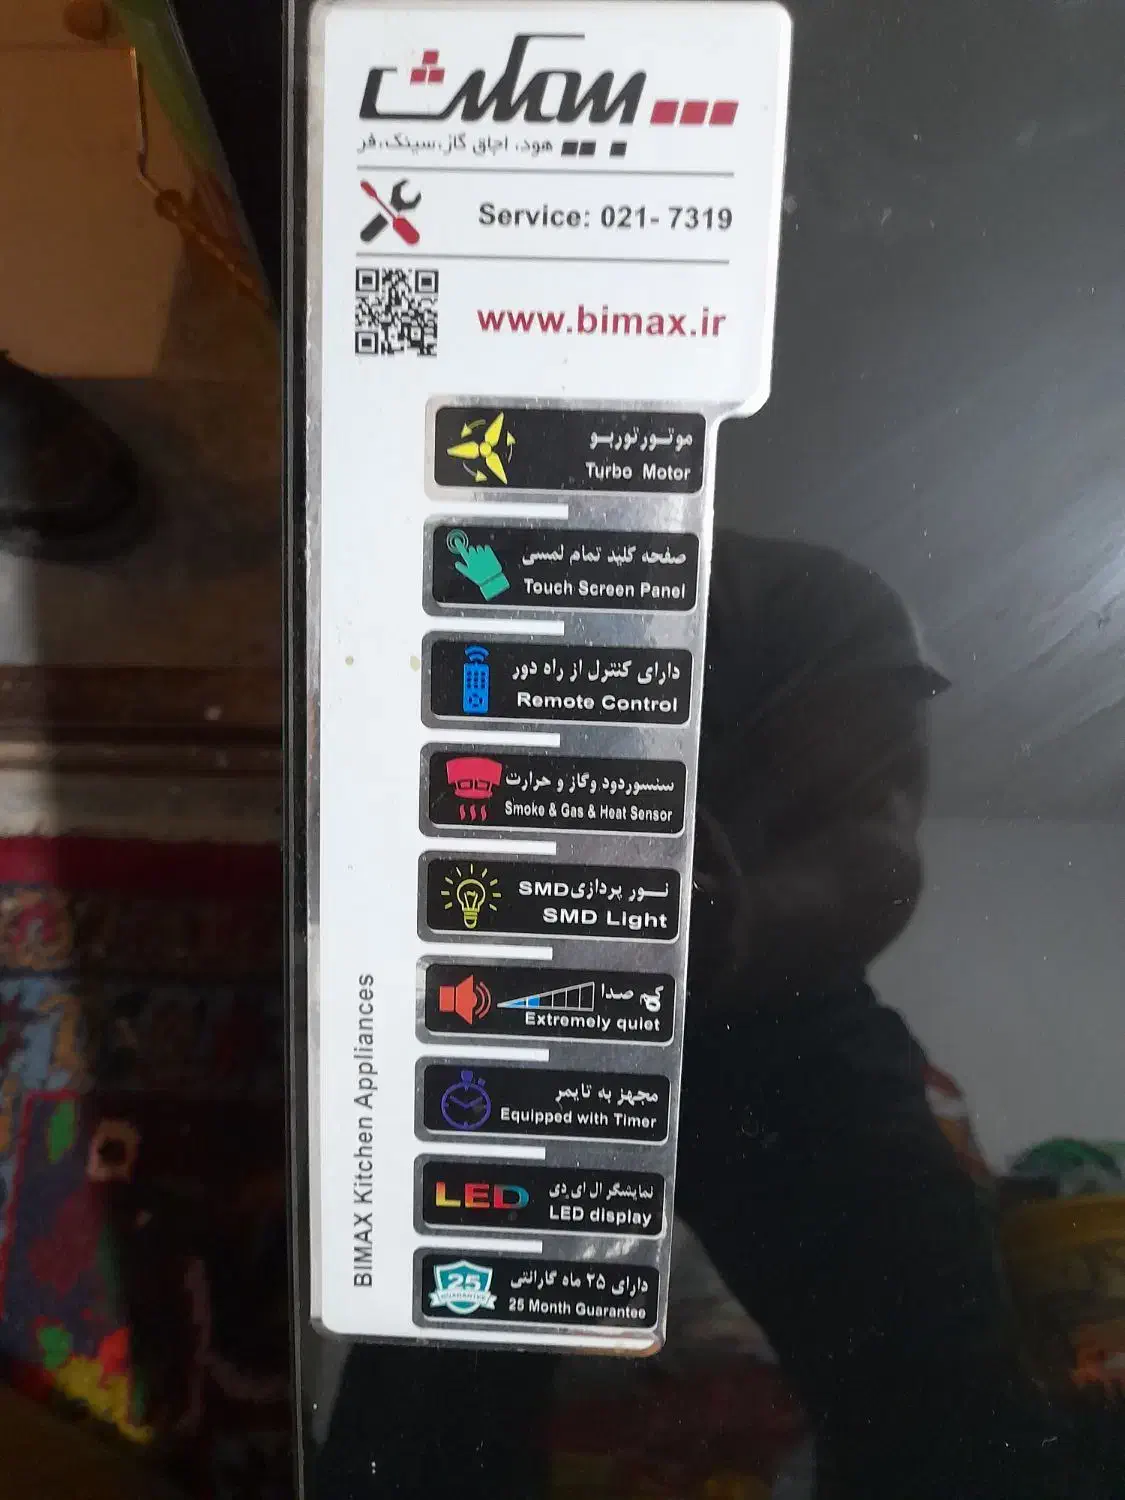 بیمکث
هود، اجاق گاز، سینک، فر
Service: 021- 7319
www.bimax.ir
موتور توربو
Turbo Motor
صفحه کلید تمام لمسی
Touch Screen Panel
دارای کنترل از راه دور
Remote Control
سنسور دود و گاز و حرارت
Smoke & Gas & Heat Sensor
نور پردازی SMD
SMD Light
کم صدا
Extremely quiet
مجهز به تایمر
Equipped with Timer
LED
نمایشگر ال ای دی
LED display
25
GUARANTEE
دارای ۲۵ ماه گارانتی
25 Month Guarantee
BIMAX Kitchen Appliances